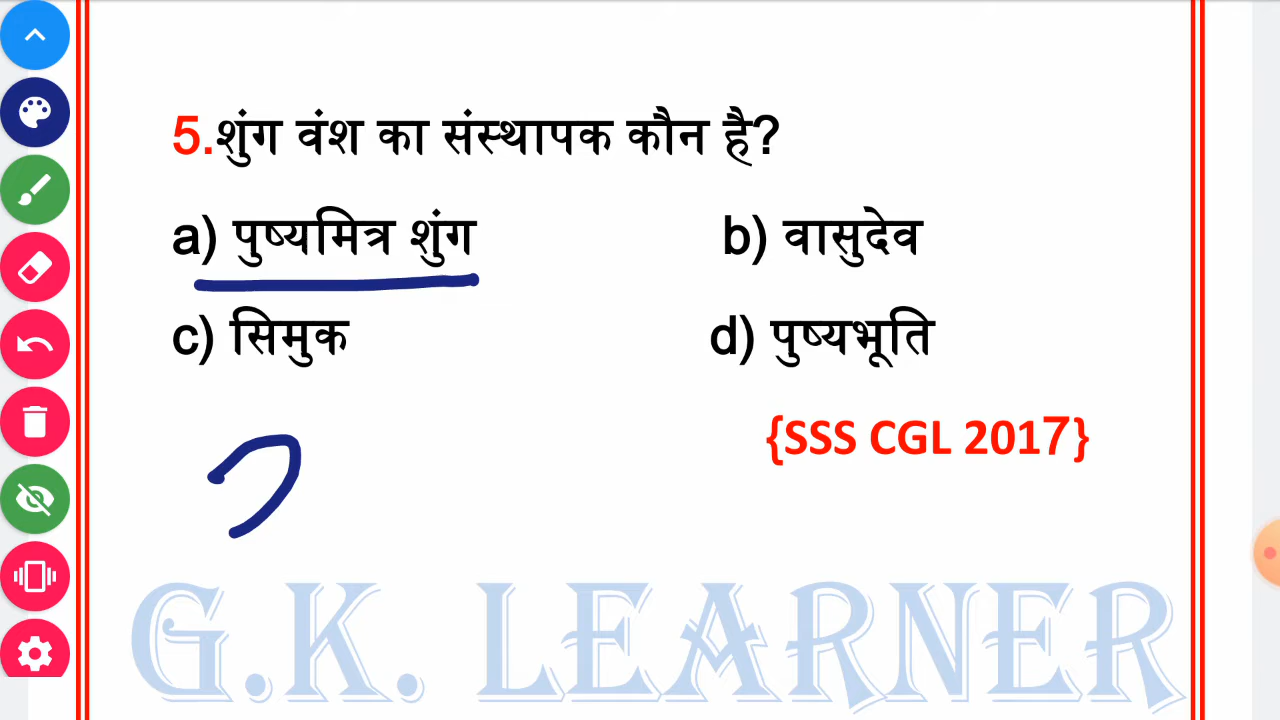 5.शुंग वंश का संस्थापक कौन है?
a) पुष्यमित्र शुंग b) वासुदेव
c) सिमुक d) पुष्यभूति
{SSS CGL 2017}
G.K. LEARNER